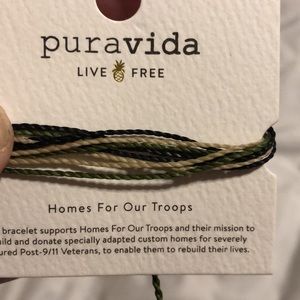 puravida
LIVE FREE
Homes For Our Troops
bracelet supports Homes For Our Troops and their mission to
ild and donate specially adapted custom homes for severely
ured Post-9/11 Veterans, to enable them to rebuild their lives.